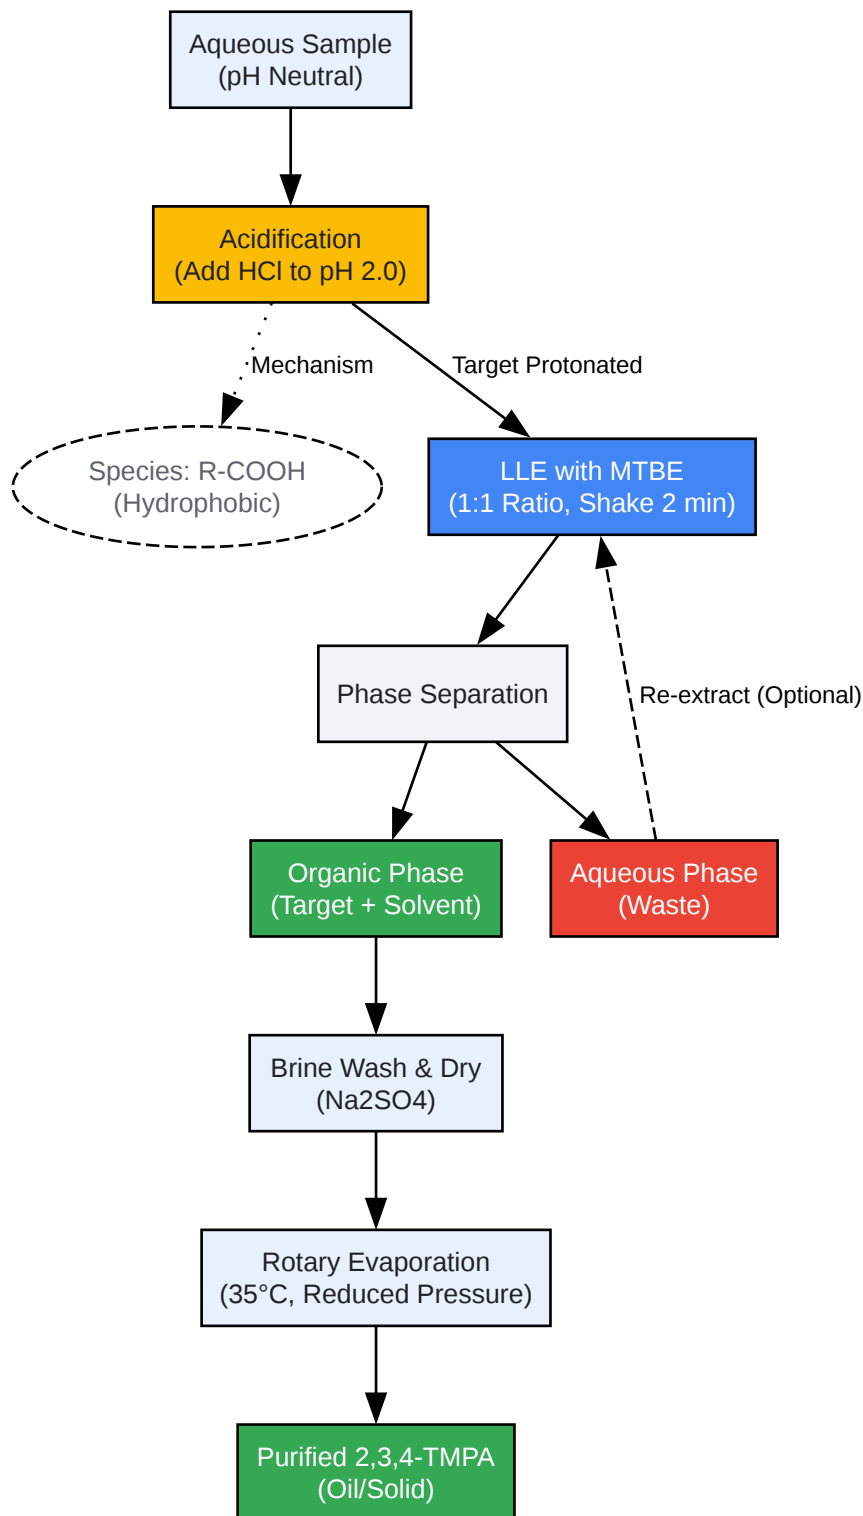 Aqueous Sample
(pH Neutral)
Acidification
(Add HCl to pH 2.0)
Mechanism
Target Protonated
Species: R-COOH
(Hydrophobic)
LLE with MTBE
(1:1 Ratio, Shake 2 min)
Phase Separation
Re-extract (Optional)
Organic Phase
(Target + Solvent)
Aqueous Phase
(Waste)
Brine Wash & Dry
(Na2SO4)
Rotary Evaporation
(35°C, Reduced Pressure)
Purified 2,3,4-TMPA
(Oil/Solid)